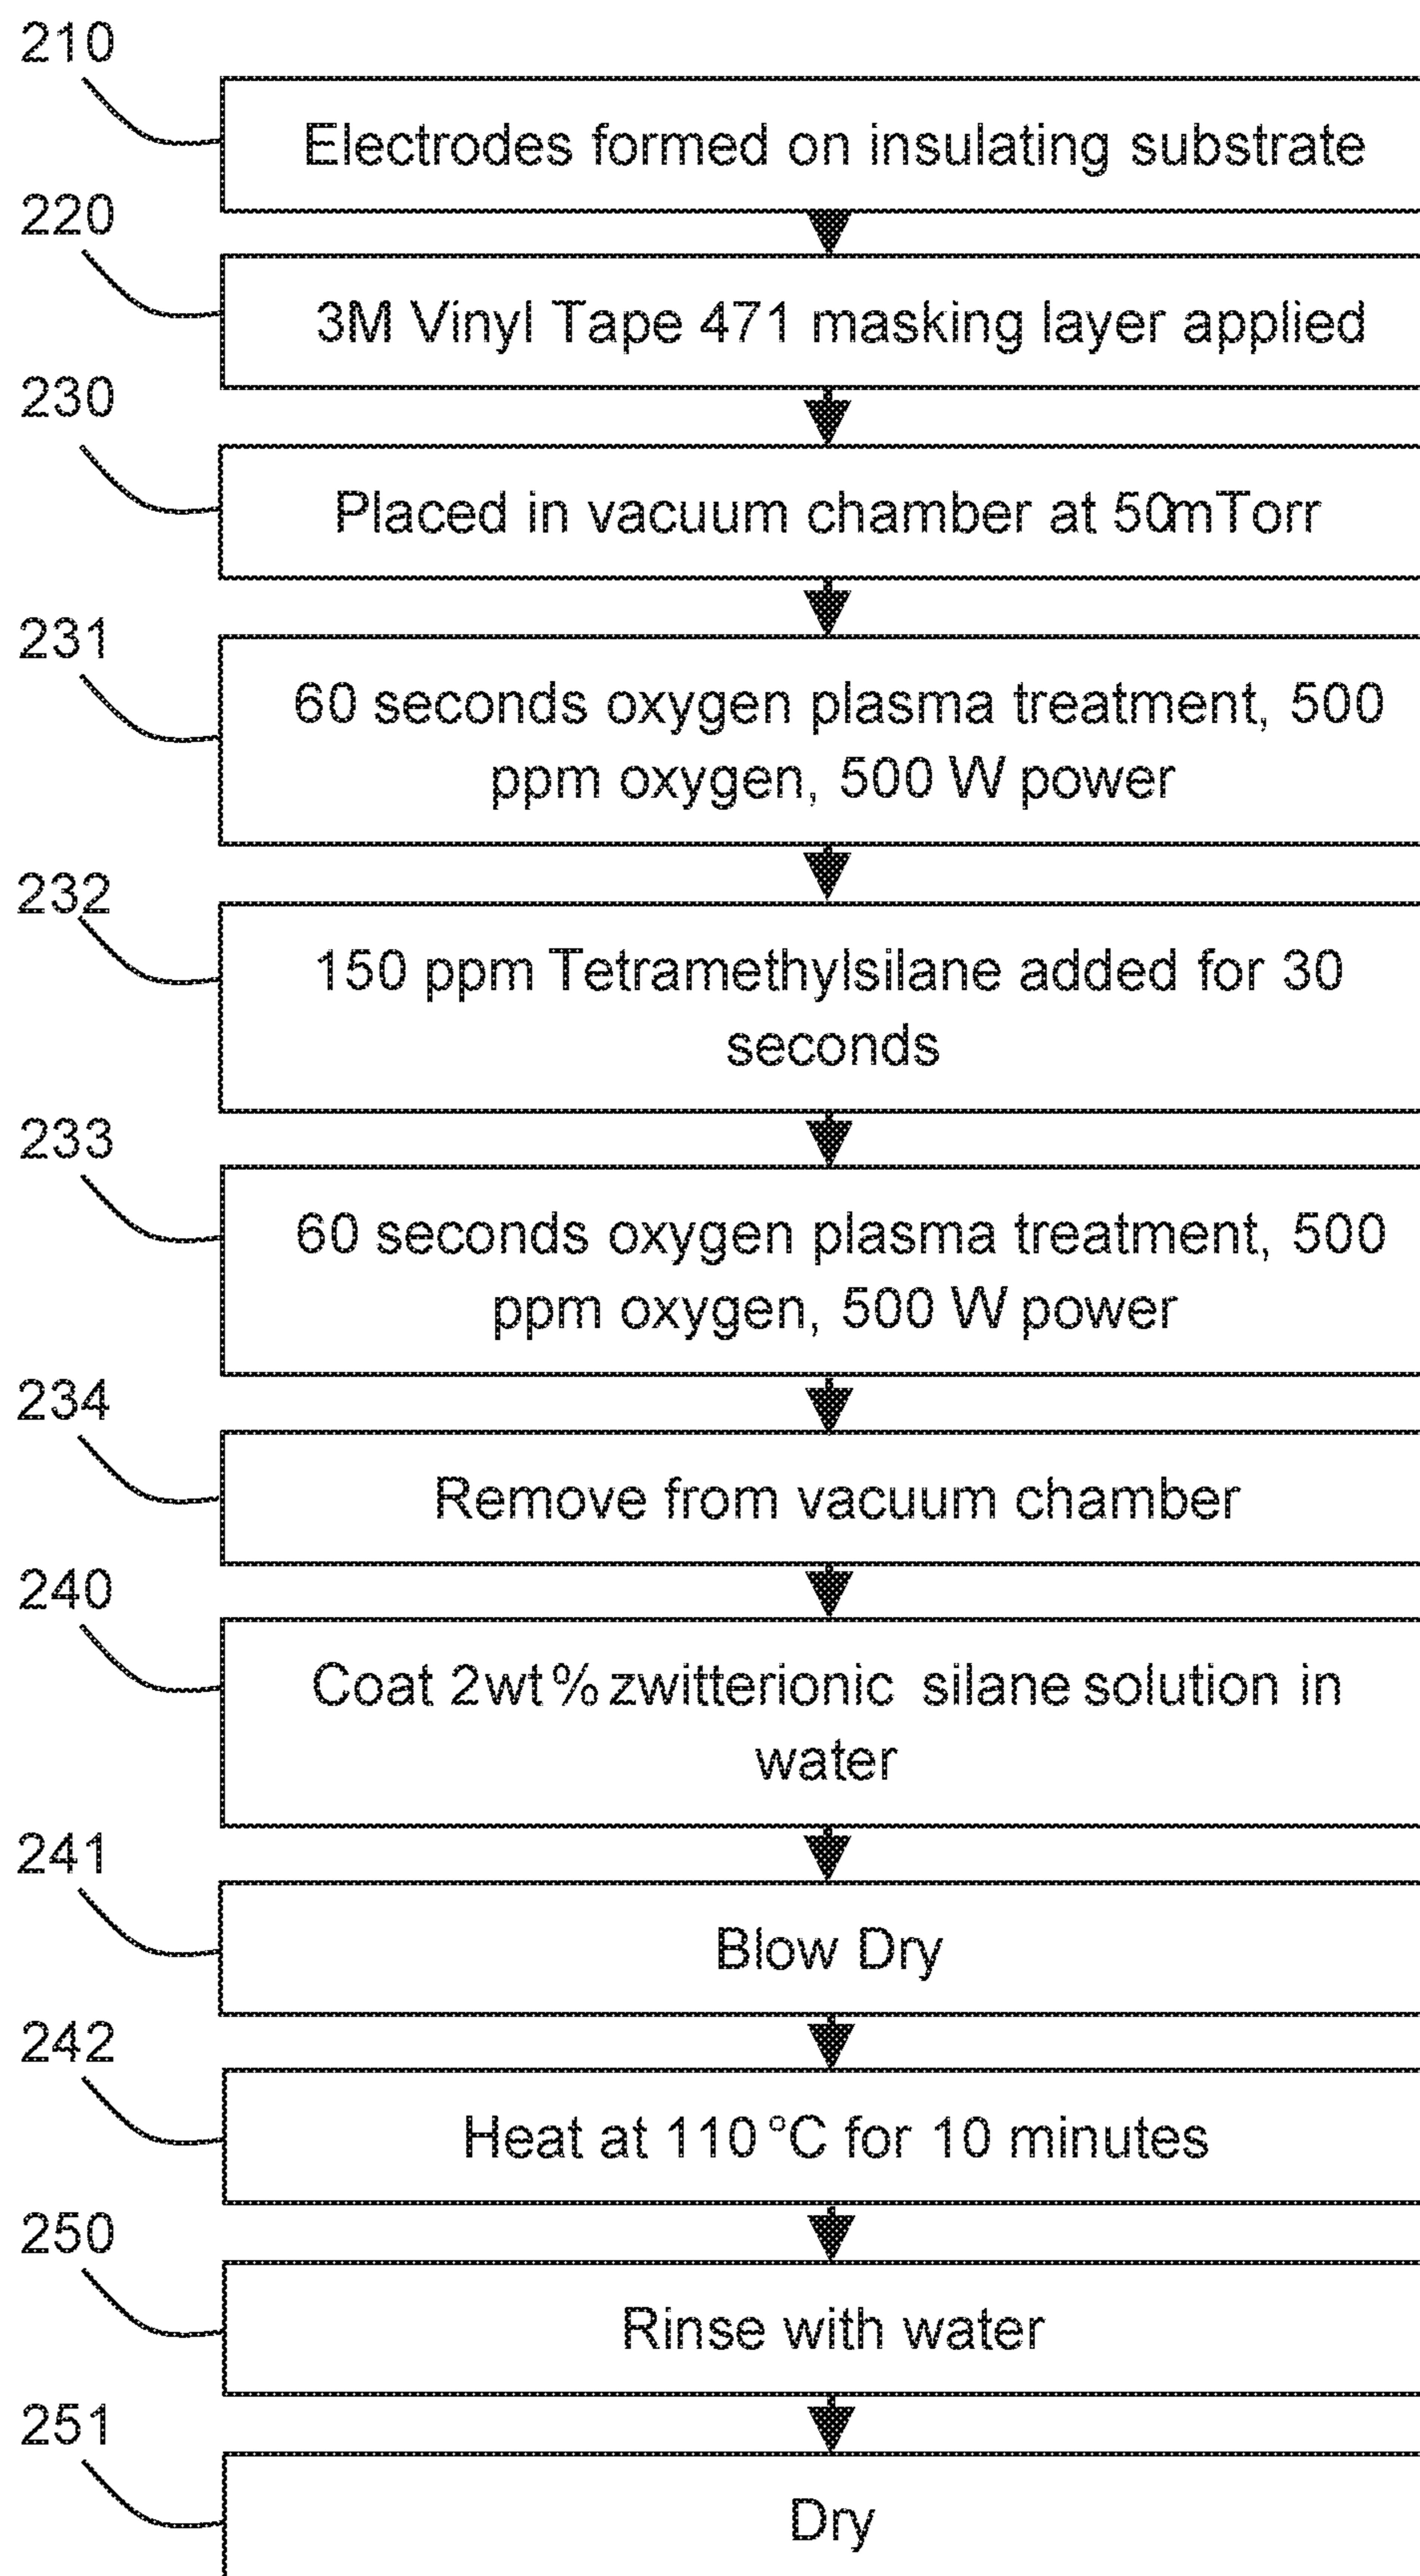 210
Electrodes formed on insulating substrate
220
3M Vinyl Tape 471 masking layer applied
230
Placed in vacuum chamber at 50mTorr
231
60 seconds oxygen plasma treatment, 500
ppm oxygen, 500 W power
232
150 ppm Tetramethylsilane added for 30
seconds
233
60 seconds oxygen plasma treatment, 500
ppm oxygen, 500 W power
234
Remove from vacuum chamber
240
Coat 2wt% zwitterionic silane solution in
water
241
Blow Dry
242
Heat at 110 °C for 10 minutes
250
Rinse with water
251
Dry